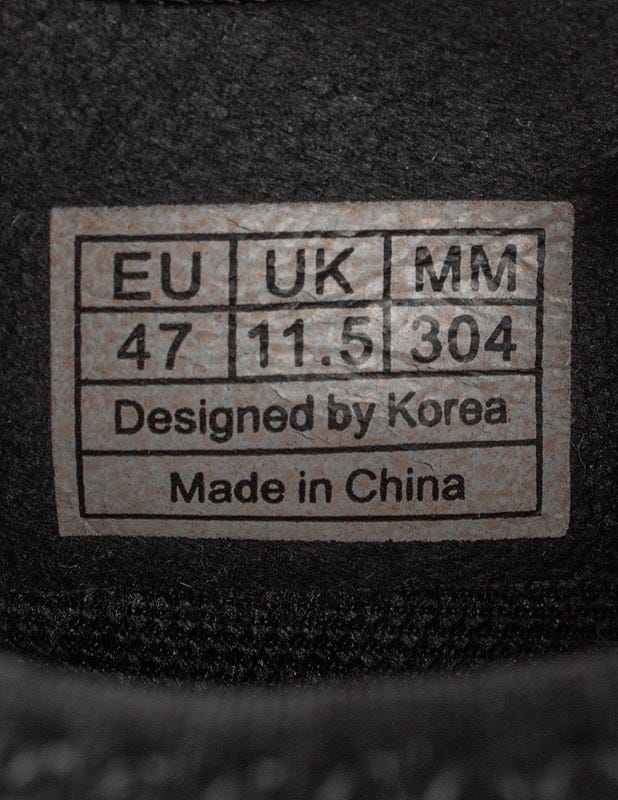 EU UK MM
47 11.5 304
Designed by Korea
Made in China